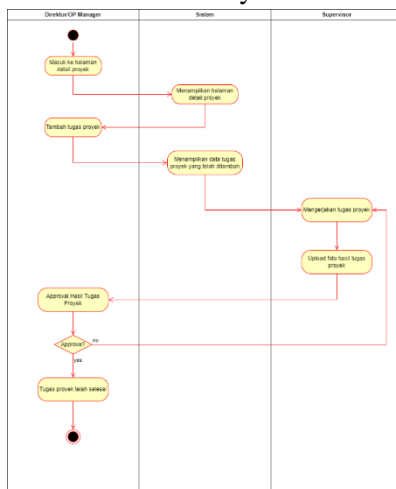 Direktur/OP Manager
Sistem
Supervisor
Masuk ke halaman
detail proyek
Menampilkan halaman
detail proyek
Tambah tugas proyek
Menampilkan data tugas
proyek yang telah ditambah
Mengerjakan tugas proyek
Upload foto hasil tugas
proyek
Approval Hasil Tugas
Proyek
Approve?
no
yes
Tugas proyek telah selesai